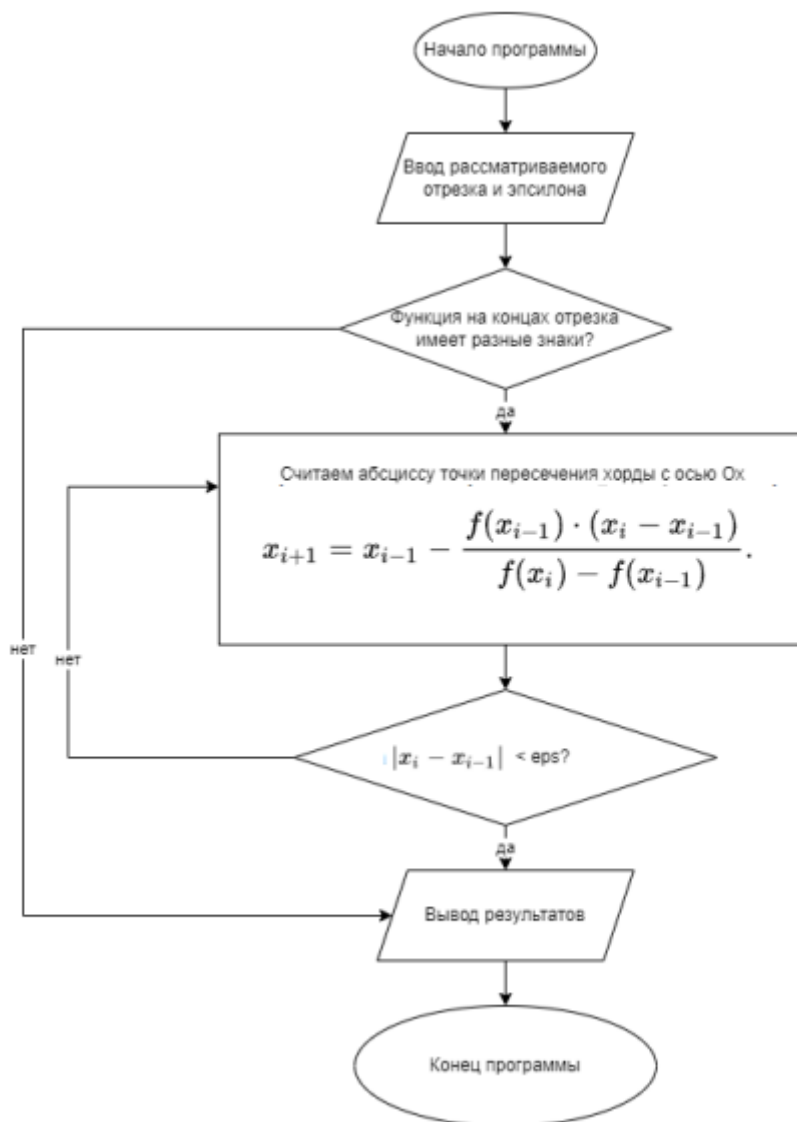 Начало программы
Ввод рассматриваемого
отрезка и эпсилона
Функция на концах отрезка
имеет разные знаки?
да
Считаем абсциссу точки пересечения хорды с осью Ox
x_{i+1} = x_{i-1} - \frac{f(x_{i-1}) \cdot (x_i - x_{i-1})}{f(x_i) - f(x_{i-1})}.
нет
нет
|x_i - x_{i-1}| < eps?
да
Вывод результатов
Конец программы